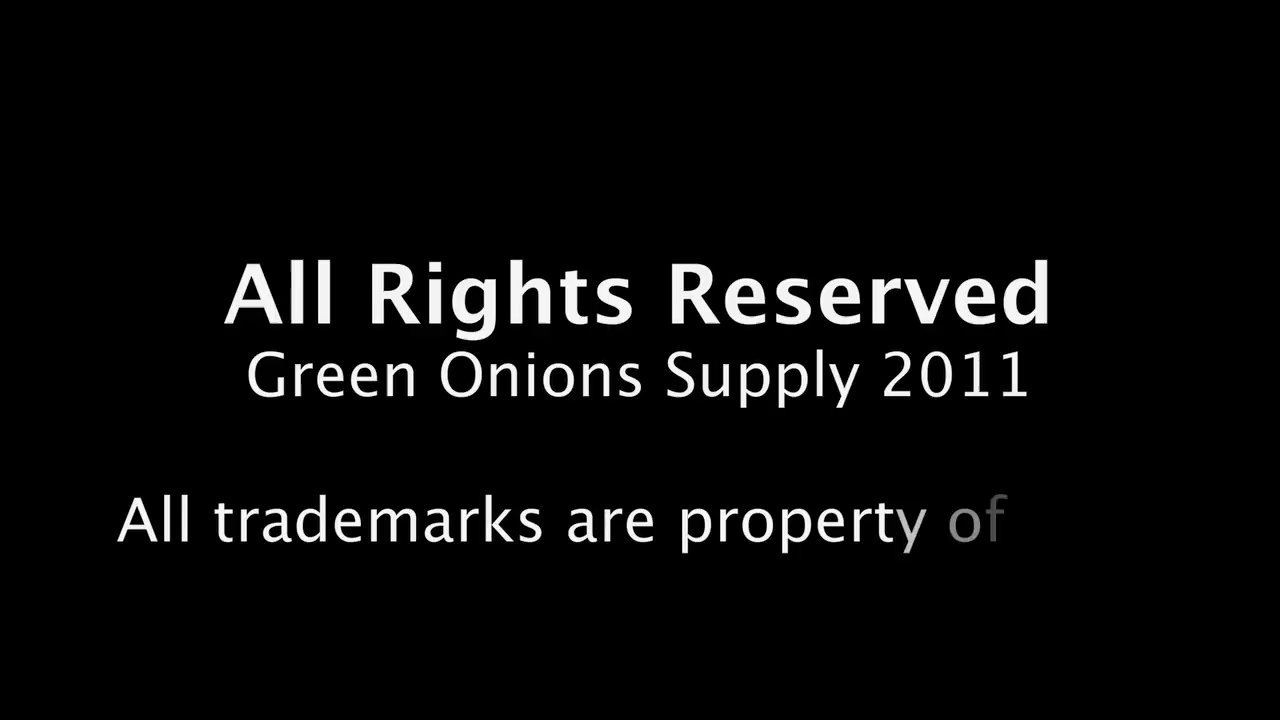 All Rights Reserved
Green Onions Supply 2011
All trademarks are property of